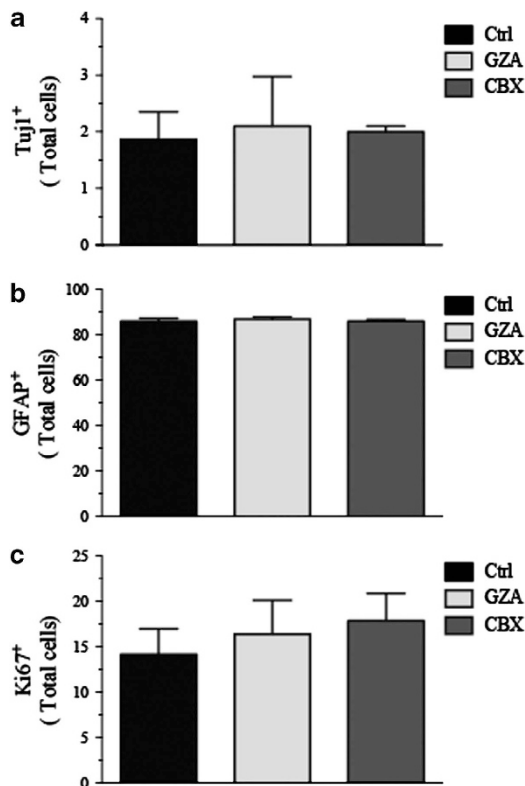 a
Tuj1+
( Total cells)
4
3
2
1
0
Ctrl
GZA
CBX
b
GFAP+
( Total cells)
100
80
60
40
20
0
Ctrl
GZA
CBX
c
Ki67+
( Total cells)
25
20
15
10
5
0
Ctrl
GZA
CBX